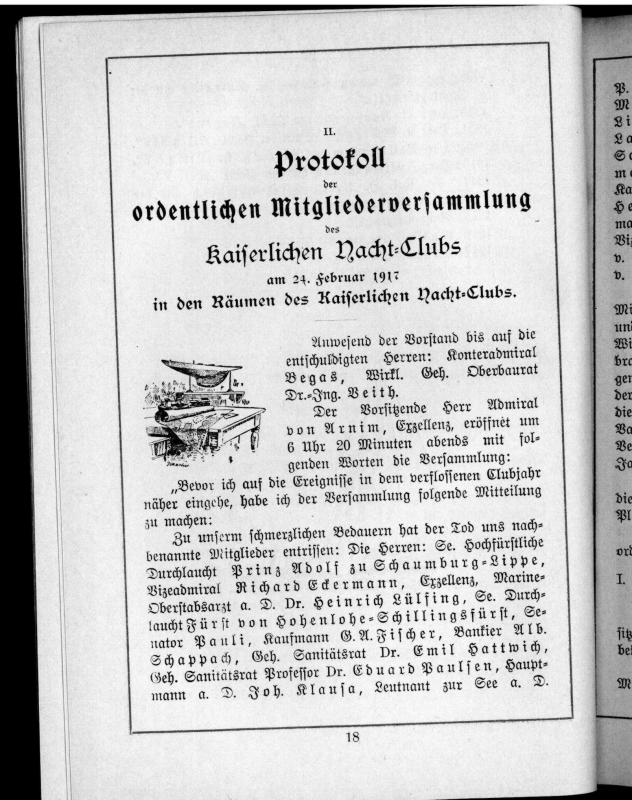 II.
Protokoll
der
ordentlichen Mitgliederversammlung
des
Kaiserlichen Yacht-Clubs
am 24. Februar 1917
in den Räumen des Kaiserlichen Yacht-Clubs.
Anwesend der Vorstand bis auf die
entschuldigten Herren: Konteradmiral
Begas, Wirkl. Geh. Oberbaurat
Dr.-Ing. Veith.
Der Vorsitzende Herr Admiral
von Arnim, Exzellenz, eröffnet um
6 Uhr 20 Minuten abends mit fol-
genden Worten die Versammlung:
„Bevor ich auf die Ereignisse in dem verflossenen Clubjahr
näher eingehe, habe ich der Versammlung folgende Mitteilung
zu machen:
Zu unserm schmerzlichen Bedauern hat der Tod uns nach-
benannte Mitglieder entrissen: Die Herren: Se. Hochfürstliche
Durchlaucht Prinz Adolf zu Schaumburg-Lippe,
Vizeadmiral Richard Eckermann, Exzellenz, Marine-
Oberstabsarzt a. D. Dr. Heinrich Lülfing, Se. Durch-
laucht Fürst von Hohenlohe-Schillingsfürst, Se-
nator Pauli, Kaufmann G. A. Fischer, Bankier Alb.
Schappach, Geh. Sanitätsrat Dr. Emil Hattwich,
Geh. Sanitätsrat Professor Dr. Eduard Paulsen, Haupt-
mann a. D. Joh. Klausa, Leutnant zur See a. D.
18